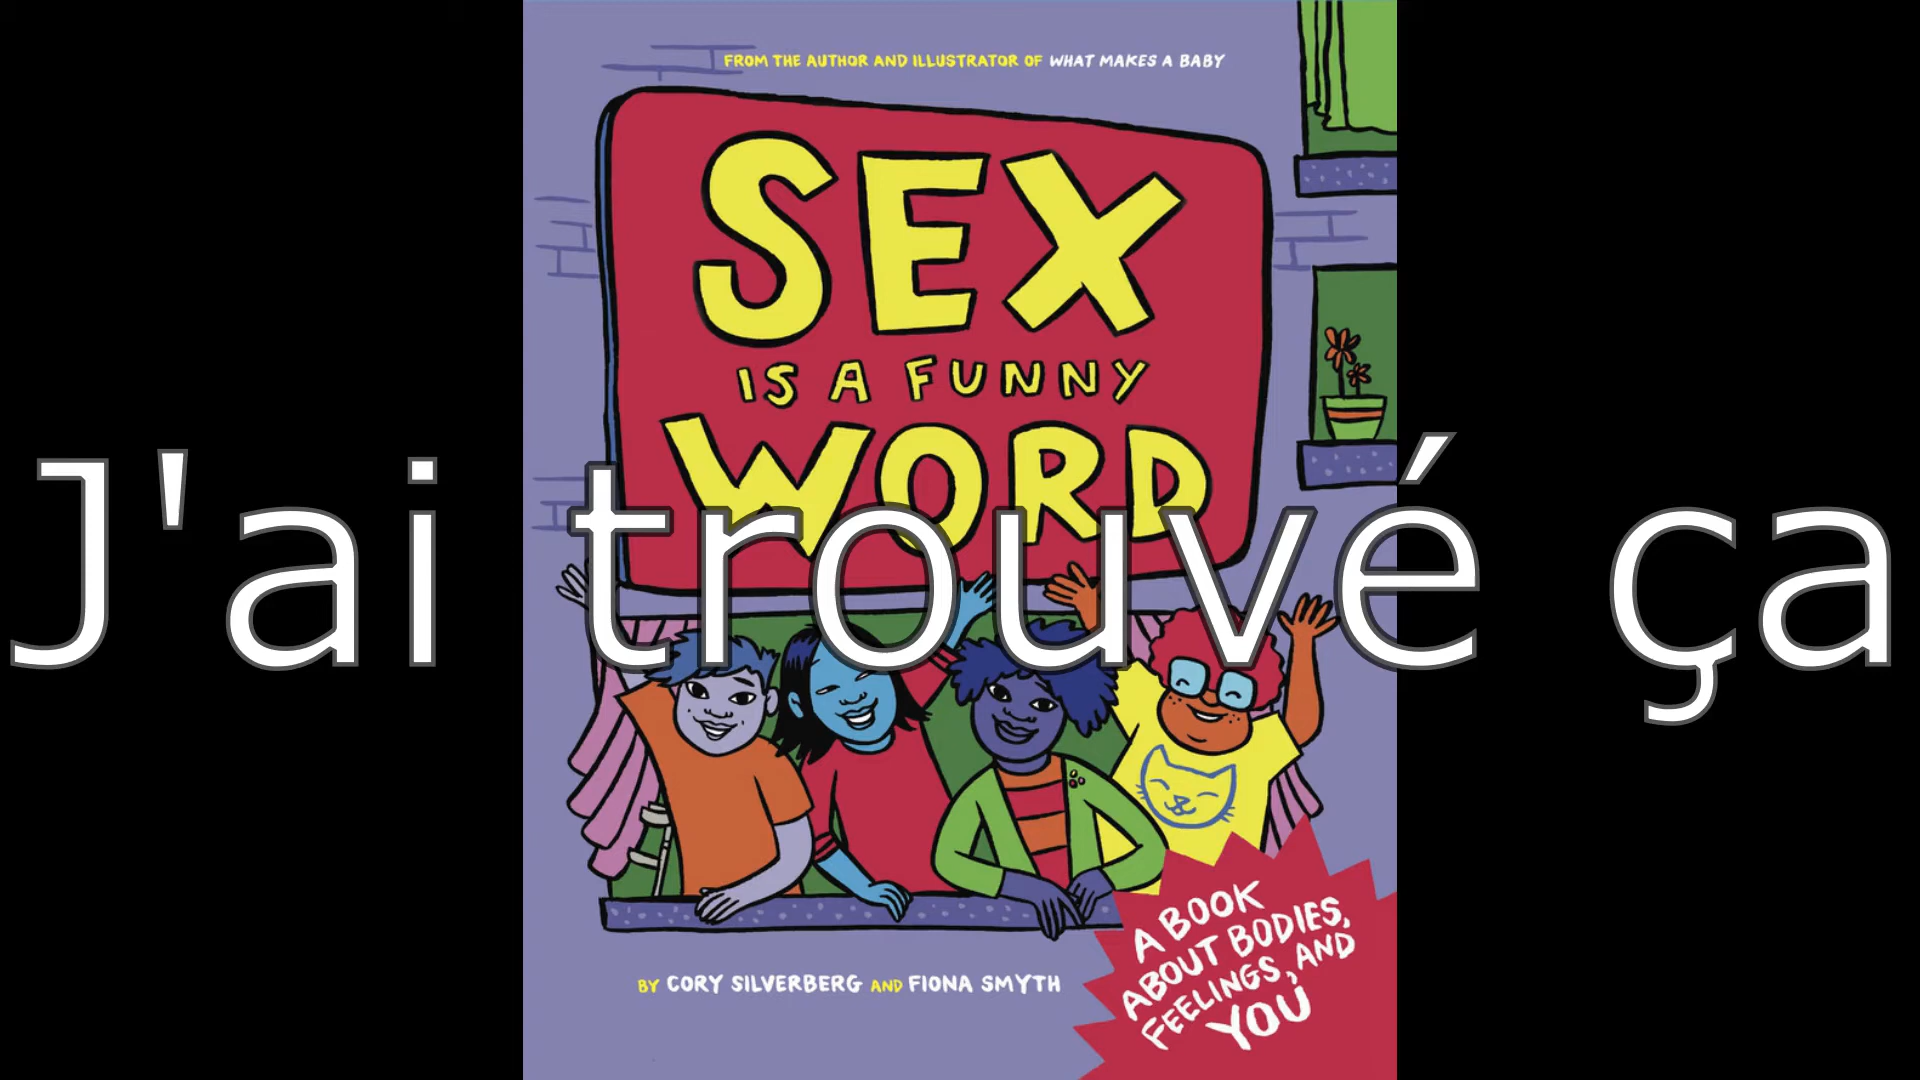 FROM THE AUTHOR AND ILLUSTRATOR OF WHAT MAKES A BABY
SEX
IS A FUNNY
WORD
J'ai trouvé ça
A BOOK
ABOUT BODIES,
FEELINGS, AND
YOU
BY CORY SILVERBERG AND FIONA SMYTH